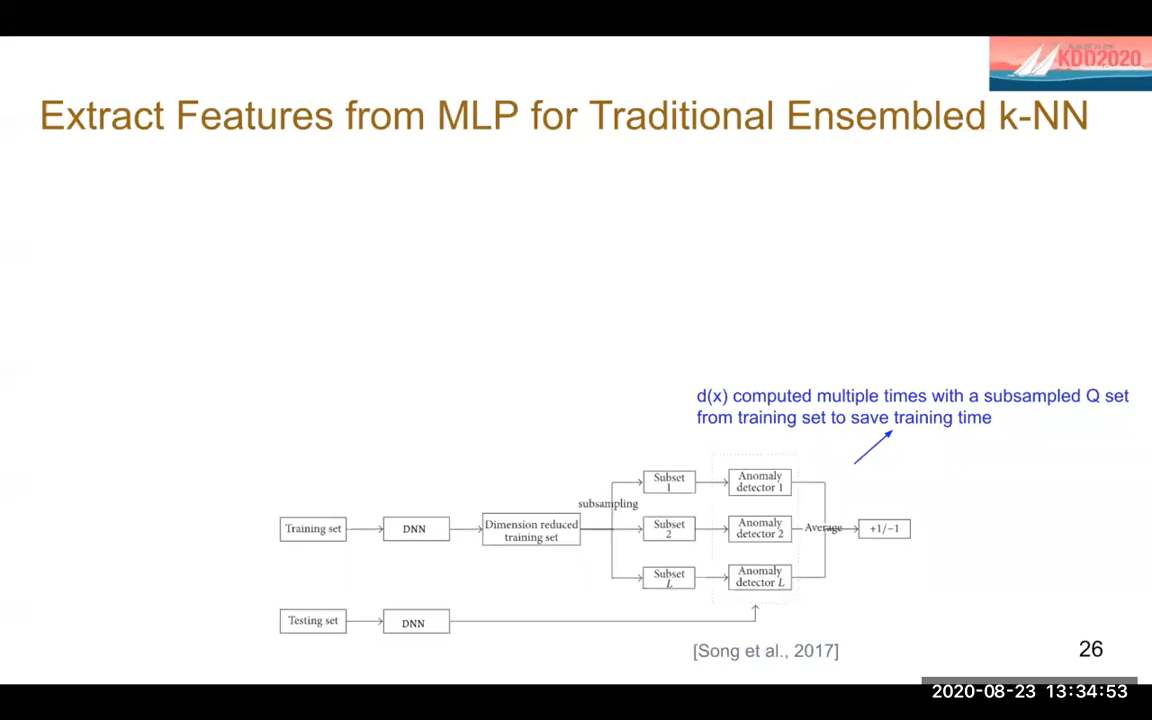 KDD2020
Extract Features from MLP for Traditional Ensembled k-NN
d(x) computed multiple times with a subsampled Q set
from training set to save training time
Training set
DNN
Dimension reduced
training set
subsampling
Subset
1
Subset
2
Subset
L
Anomaly
detector 1
Anomaly
detector 2
Anomaly
detector L
Average
+1/−1
Testing set
DNN
[Song et al., 2017]
26
2020-08-23 13:34:53